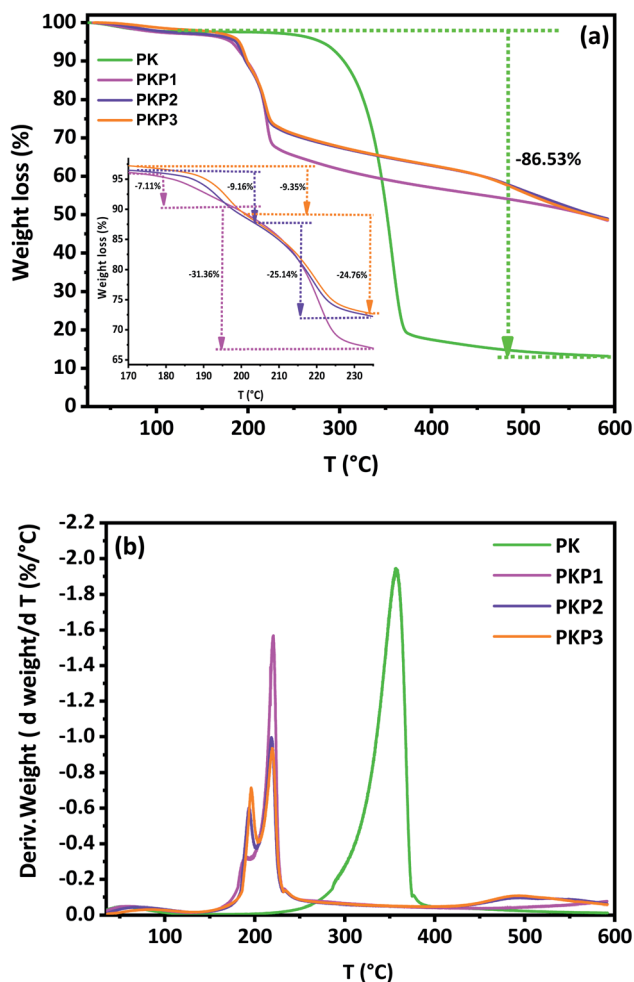 100
(a)
90
PK
PKP1
PKP2
PKP3
80
70
60
50
40
30
20
10
0
Weight loss (%)
-86.53%
95
90
85
80
75
70
65
Weight loss (%)
-7.11%
-9.16%
-9.35%
-31.36%
-25.14%
-24.76%
170 180 190 200 210 220 230
T (°C)
100 200 300 400 500 600
T (°C)
(b)
-2.2
-2.0
-1.8
-1.6
-1.4
-1.2
-1.0
-0.8
-0.6
-0.4
-0.2
0.0
Deriv.Weight ( d weight/d T (%/°C)
PK
PKP1
PKP2
PKP3
100 200 300 400 500 600
T (°C)